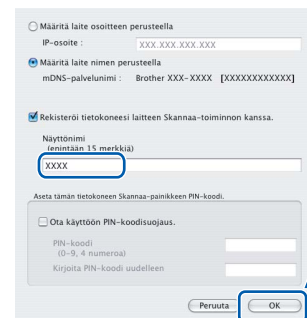 Määritä laite osoitteen perusteella
IP-osoite : XXX.XXX.XXX.XXX
Määritä laite nimen perusteella
mDNS-palvelunimi : Brother XXX-XXXX [XXXXXXXXXXXX]
Rekisteröi tietokoneesi laitteen Skannaa-toiminnon kanssa.
Näyttönimi
(enintään 15 merkkiä)
XXXX
Aseta tämän tietokoneen Skannaa-painikkeen PIN-koodi.
Ota käyttöön PIN-koodisuojaus.
PIN-koodi
(0-9, 4 numeroa)
Kirjoita PIN-koodi uudelleen
Peruuta OK